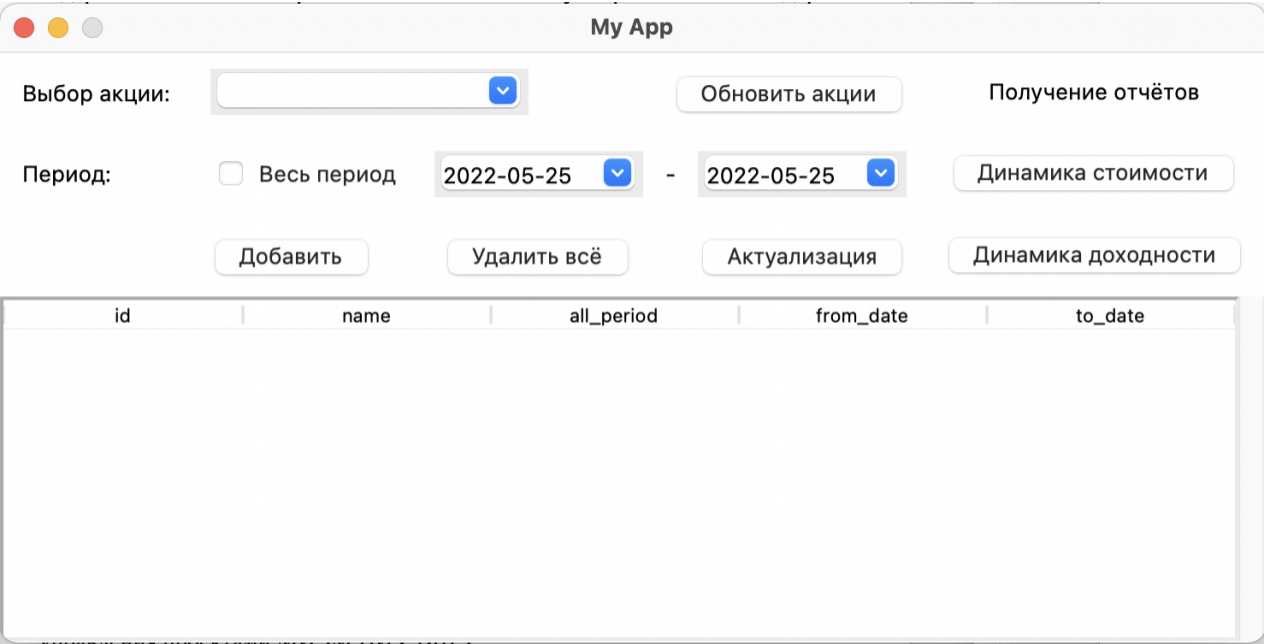 My App
Выбор акции: Обновить акции Получение отчётов
Период: Весь период 2022-05-25 - 2022-05-25 Динамика стоимости
Добавить Удалить всё Актуализация Динамика доходности
id name all_period from_date to_date